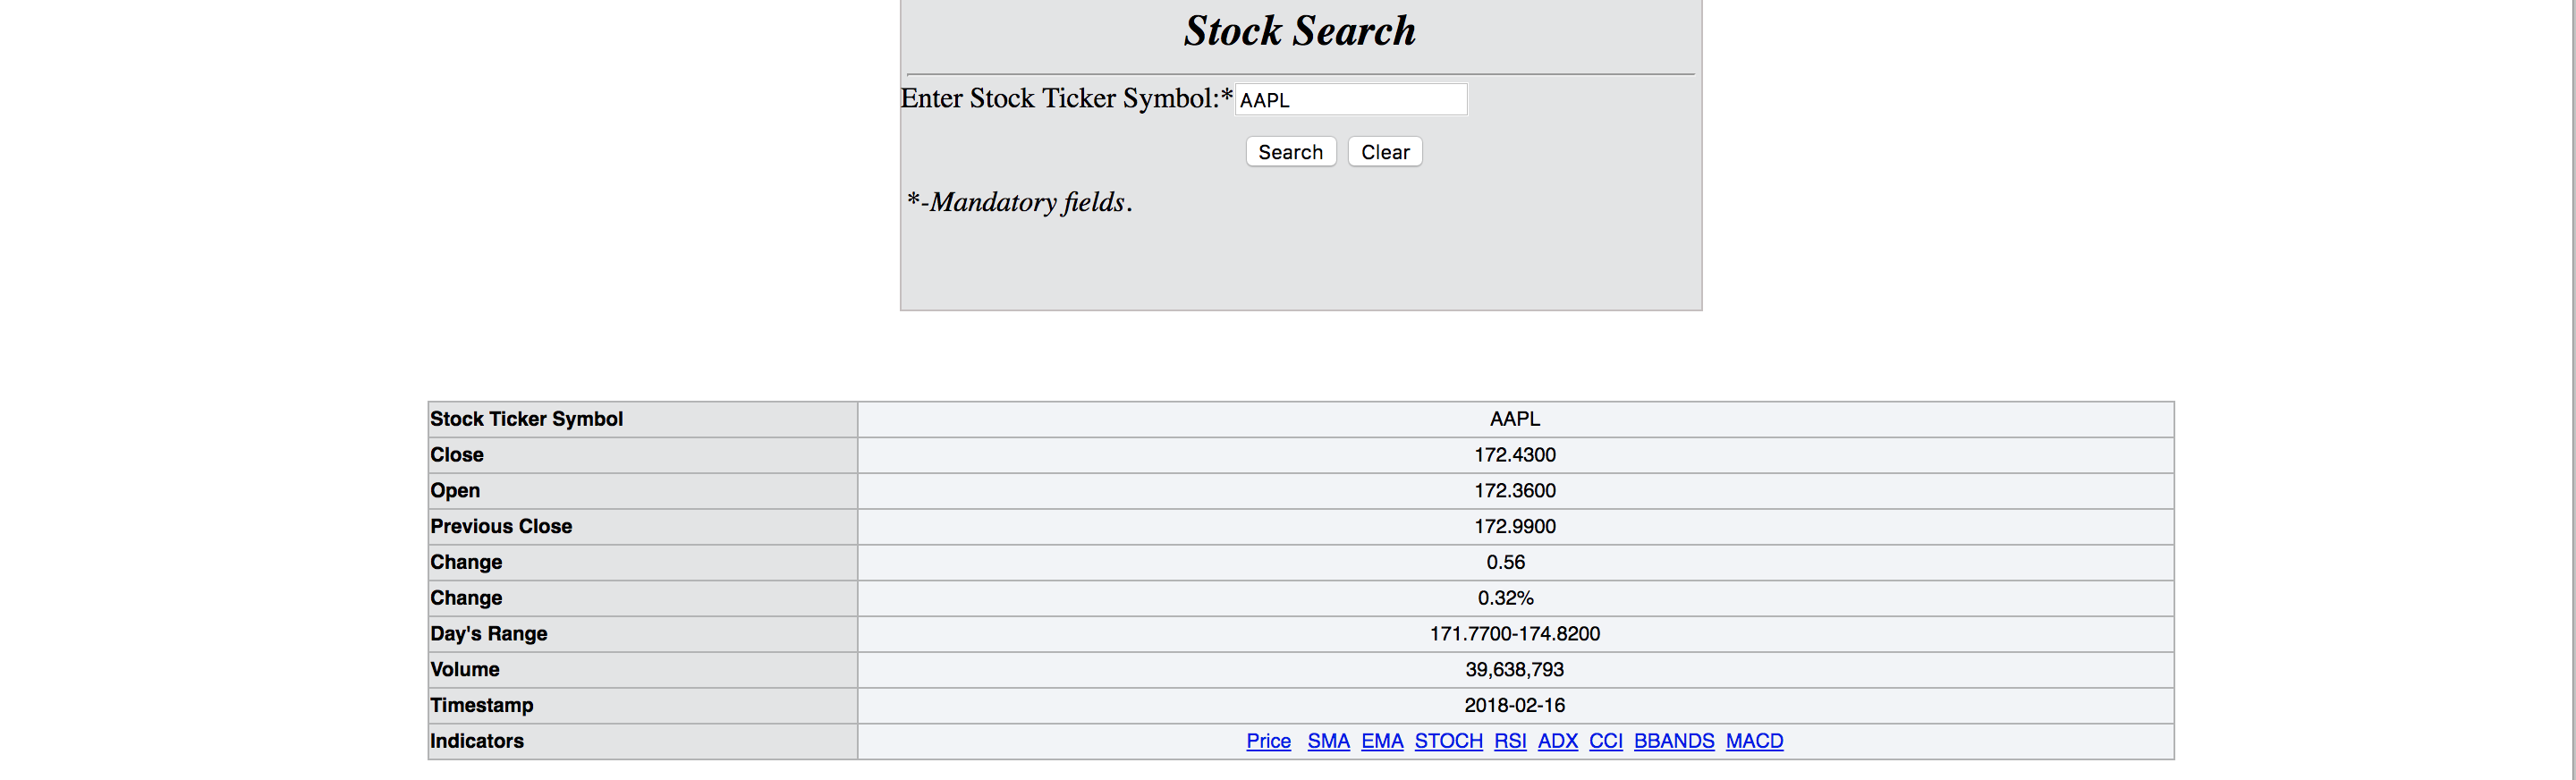 Stock Search
Enter Stock Ticker Symbol:* AAPL
Search Clear
*-Mandatory fields.
Stock Ticker Symbol AAPL
Close 172.4300
Open 172.3600
Previous Close 172.9900
Change 0.56
Change 0.32%
Day's Range 171.7700-174.8200
Volume 39,638,793
Timestamp 2018-02-16
Indicators Price SMA EMA STOCH RSI ADX CCI BBANDS MACD